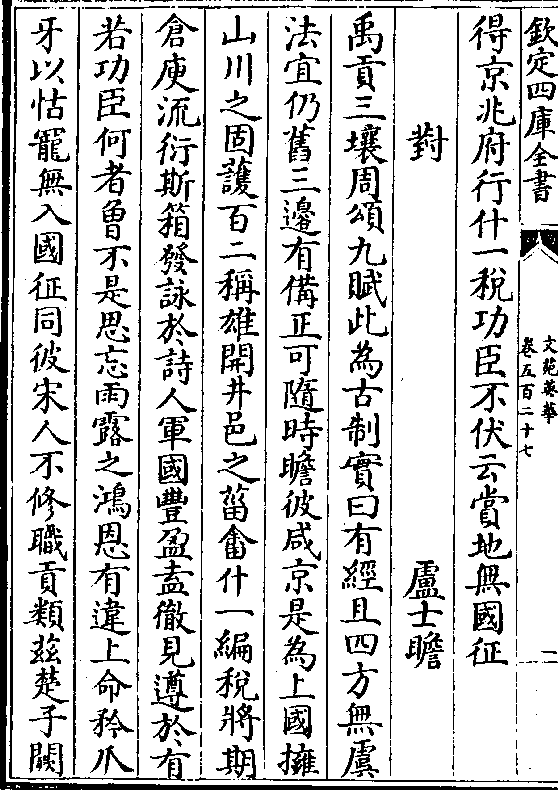 欽定四庫全書
文苑英華
卷五百二十七
二
得京兆府行什一稅功臣不伏云賞地無國征
對
盧士瞻
禹貢三壤周頌九賦此為古制實曰有經且四方無虞
法宜仍舊三邊有備正可隨時瞻彼咸京是為上國擁
山川之固護百二稱雄開井邑之菑畬什一編稅將期
倉庾流衍斯箱發詠於詩人軍國豐盈盍徹見遵於有
若功臣何者曾不是思忘雨露之鴻恩有違上命矜爪
牙以怙寵無入國征同彼宋人不修職貢類茲楚子闕